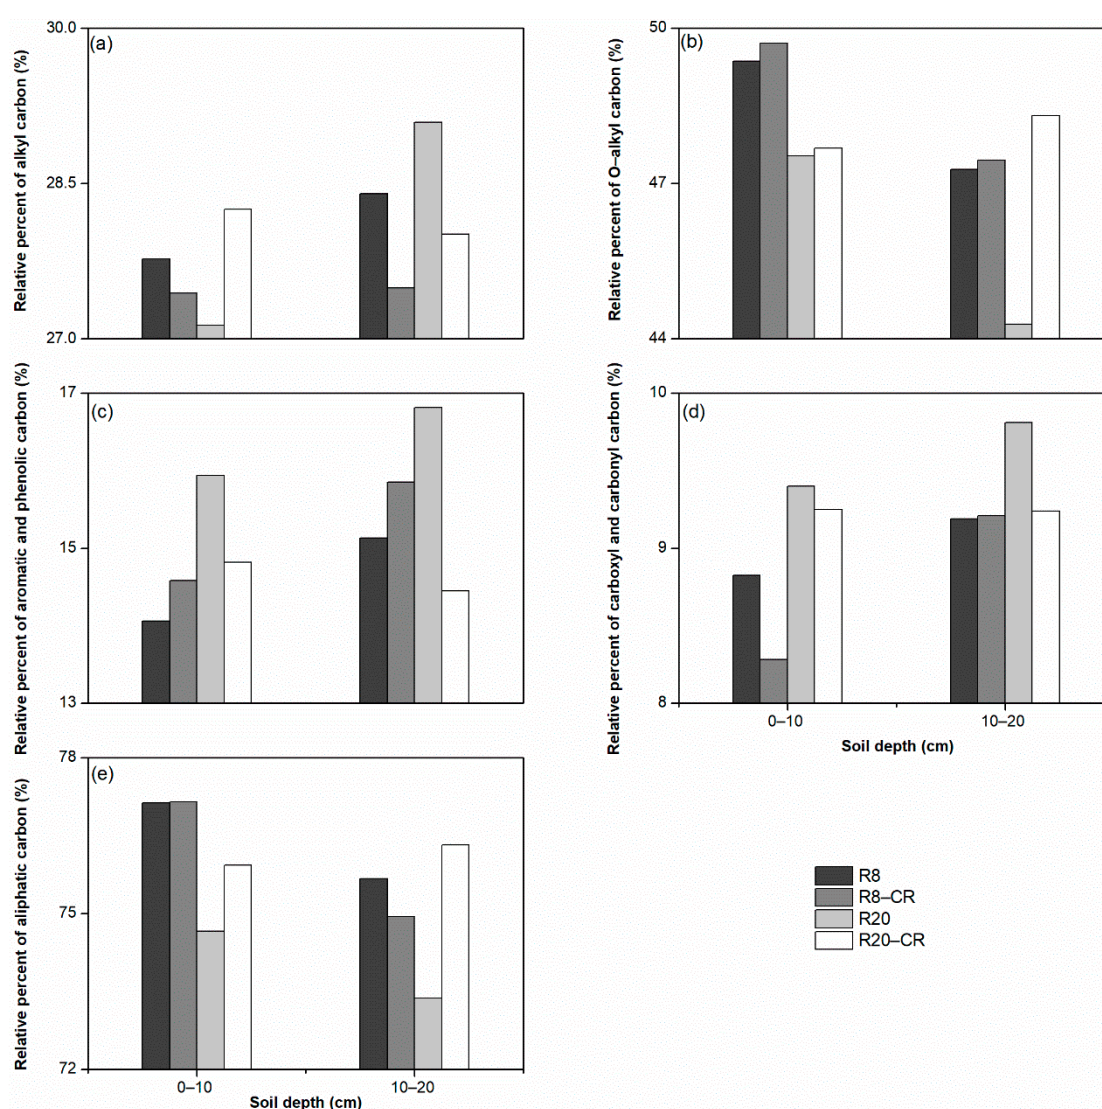 Relative percent of alkyl carbon (%)
30.0
28.5
27.0
(a)
Relative percent of O–alkyl carbon (%)
50
47
44
(b)
Relative percent of aromatic and phenolic carbon (%)
17
15
13
(c)
Relative percent of carboxyl and carbonyl carbon (%)
10
9
8
(d)
0–10
10–20
Soil depth (cm)
Relative percent of aliphatic carbon (%)
78
75
72
(e)
0–10
10–20
Soil depth (cm)
R8
R8–CR
R20
R20–CR